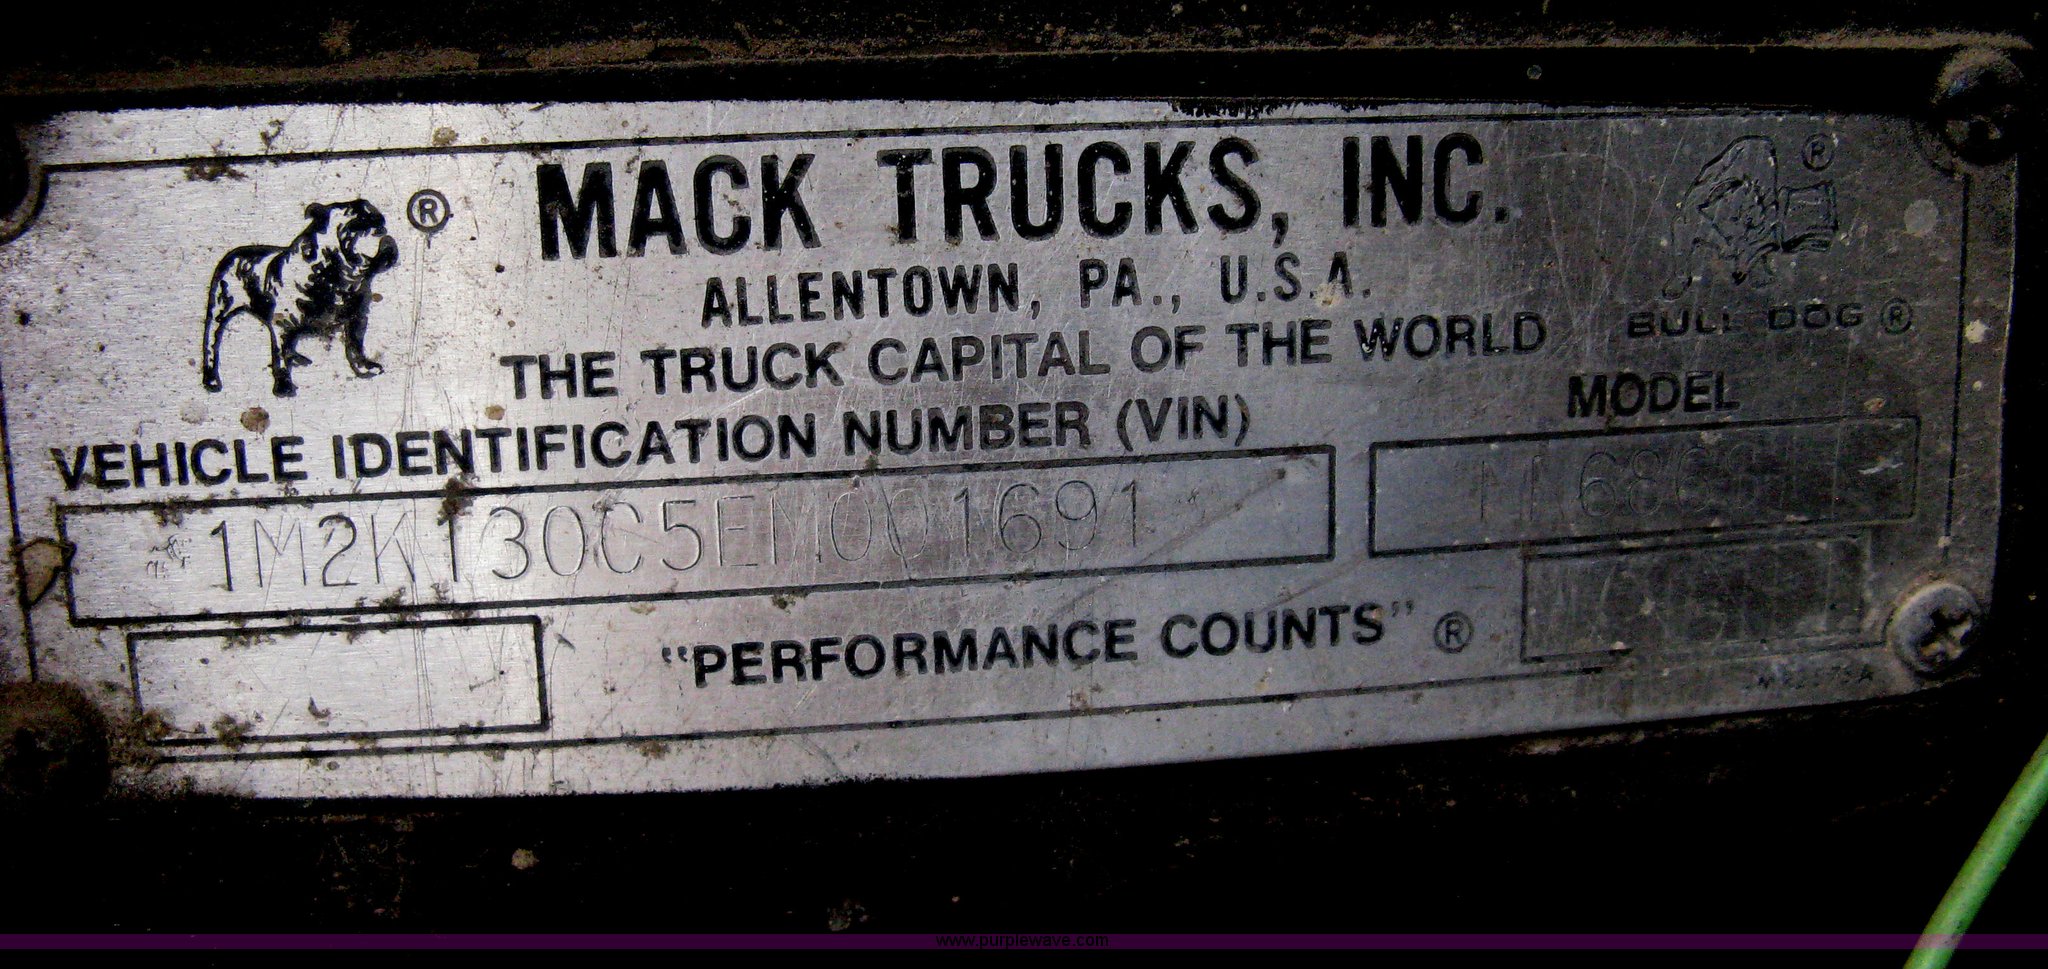 ®
MACK TRUCKS, INC.
®
ALLENTOWN, PA., U.S.A.
BULL DOG ®
THE TRUCK CAPITAL OF THE WORLD
VEHICLE IDENTIFICATION NUMBER (VIN)
MODEL
1M2K130C5EM001691
"PERFORMANCE COUNTS" ®
www.purplewave.com